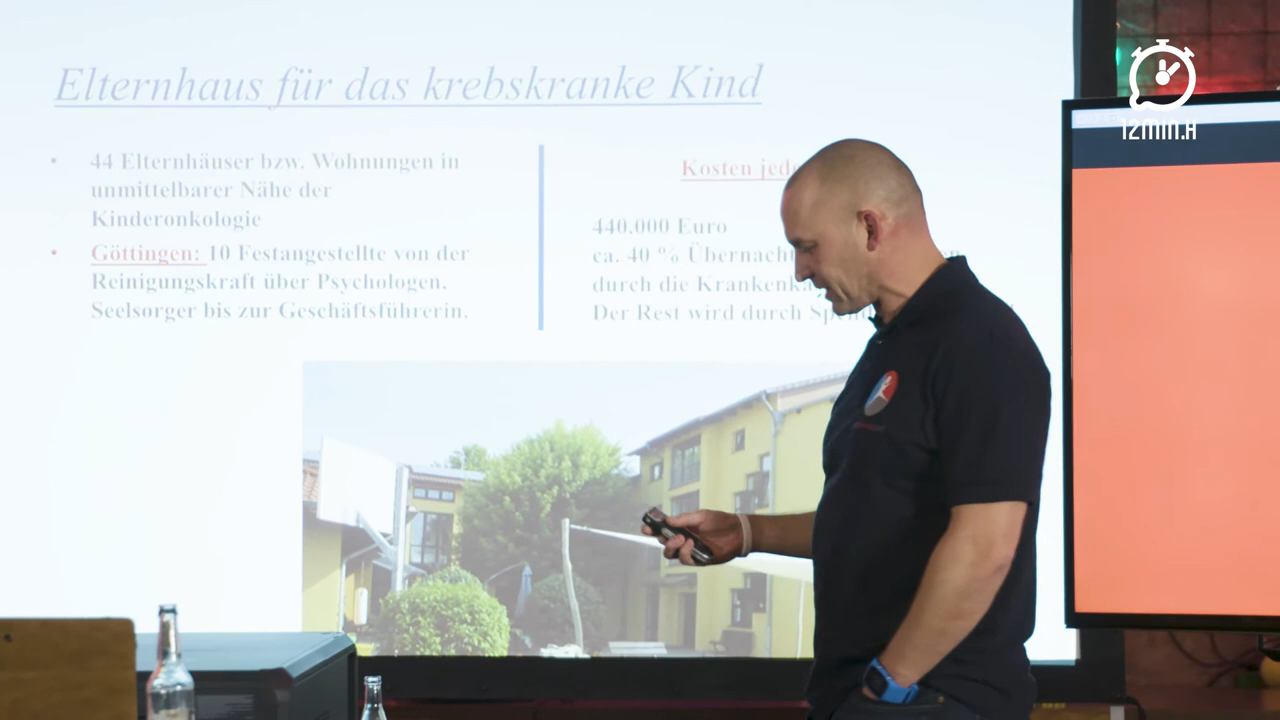 Elternhaus für das krebskranke Kind
44 Elternhäuser bzw. Wohnungen in
unmittelbarer Nähe der
Kinderonkologie
Göttingen: 10 Festangestellte von der
Reinigungskraft über Psychologen,
Seelsorger bis zur Geschäftsführerin.
Kosten
440.000 Euro
ca. 40 %
durch die
Der Rest wird durch
12min.H